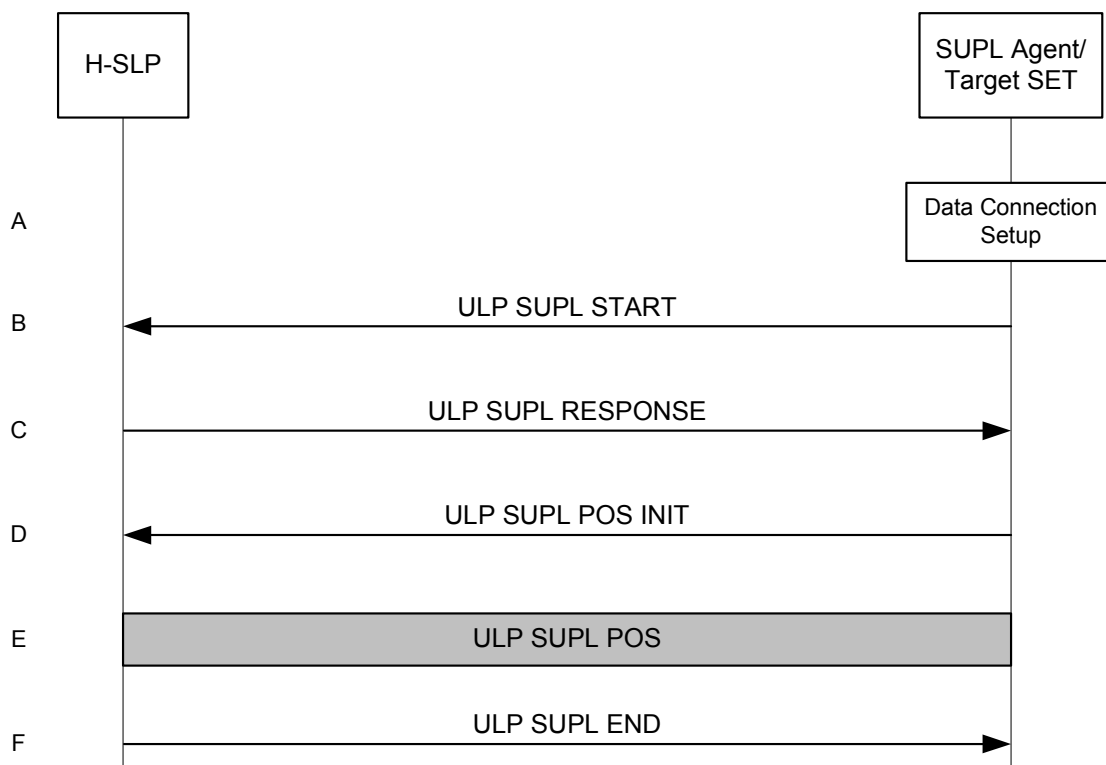 H-SLP
SUPL Agent/
Target SET
A
Data Connection
Setup
B
ULP SUPL START
C
ULP SUPL RESPONSE
D
ULP SUPL POS INIT
E
ULP SUPL POS
F
ULP SUPL END